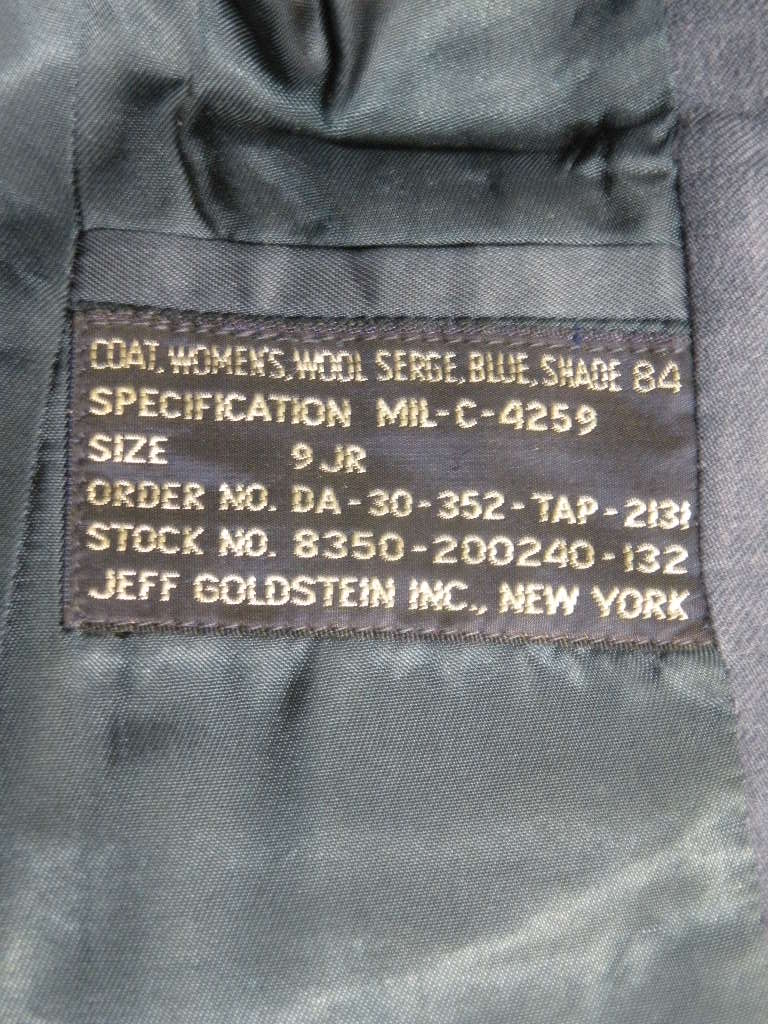 COAT, WOMEN'S, WOOL SERGE, BLUE, SHADE 84
SPECIFICATION MIL-C-4259
SIZE 9 JR
ORDER NO. DA-30-352-TAP-2131
STOCK NO. 8350-200240-132
JEFF GOLDSTEIN INC., NEW YORK